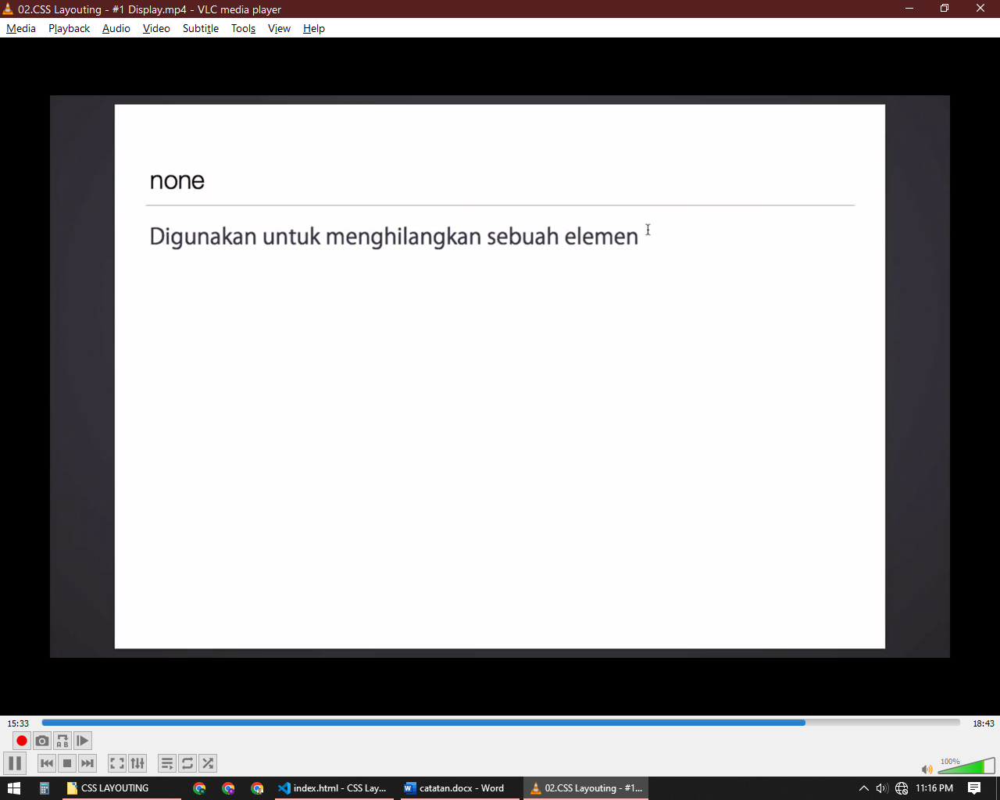 02.CSS Layouting - #1 Display.mp4 - VLC media player
Media Playback Audio Video Subtitle Tools View Help
none
Digunakan untuk menghilangkan sebuah elemen
15:33
18:43
A B
100%
CSS LAYOUTING
index.html - CSS Lay...
catatan.docx - Word
02.CSS Layouting - #1...
11:16 PM